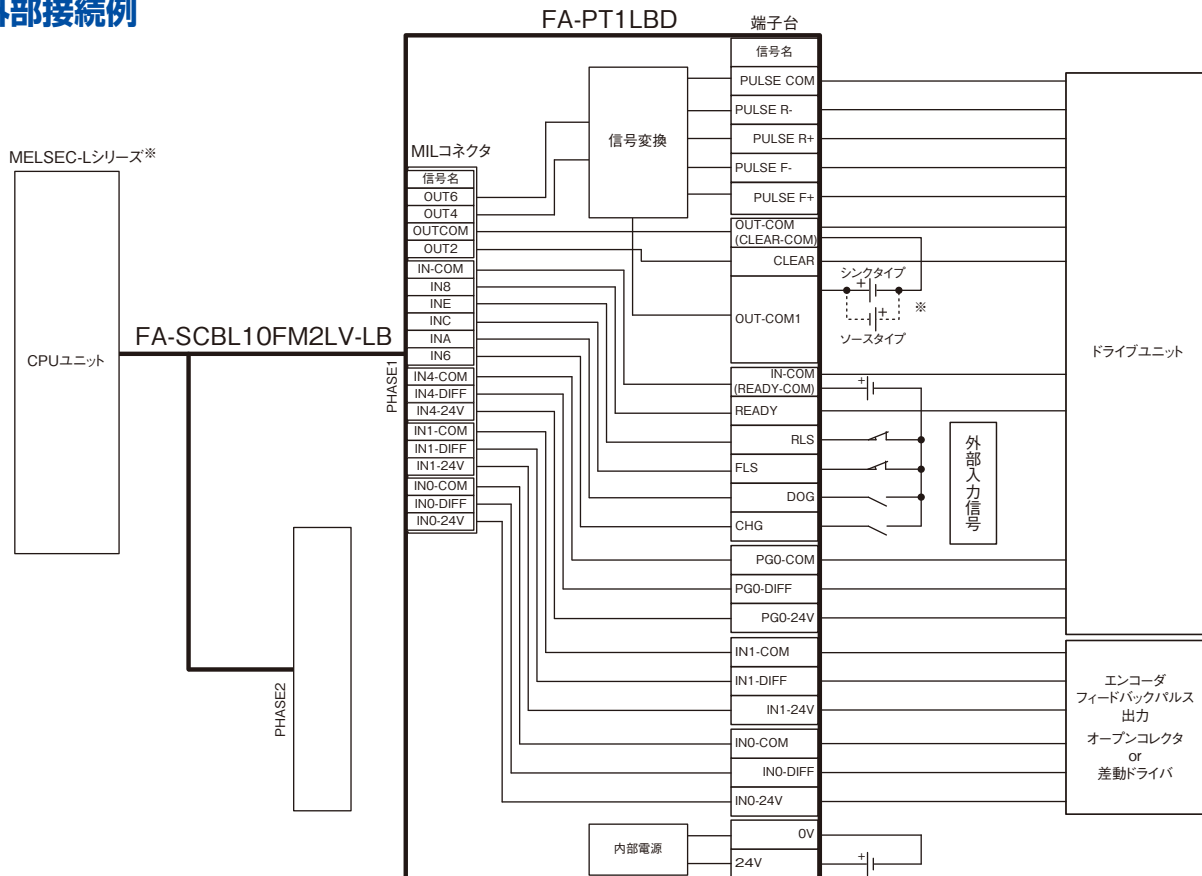 外部接続例
FA-PT1LBD
端子台
信号名
PULSE COM
PULSE R-
PULSE R+
PULSE F-
PULSE F+
OUT-COM
(CLEAR-COM)
CLEAR
OUT-COM1
IN-COM
(READY-COM)
READY
RLS
FLS
DOG
CHG
PG0-COM
PG0-DIFF
PG0-24V
IN1-COM
IN1-DIFF
IN1-24V
IN0-COM
IN0-DIFF
IN0-24V
0V
24V
信号変換
内部電源
MELSEC-Lシリーズ※
CPUユニット
FA-SCBL10FM2LV-LB
PHASE1
PHASE2
MILコネクタ
信号名
OUT6
OUT4
OUTCOM
OUT2
IN-COM
IN8
INE
INC
INA
IN6
IN4-COM
IN4-DIFF
IN4-24V
IN1-COM
IN1-DIFF
IN1-24V
IN0-COM
IN0-DIFF
IN0-24V
シンクタイプ
+
+
※
ソースタイプ
+
外部入力信号
+
ドライブユニット
エンコーダ
フィードバックパルス
出力
オープンコレクタ
or
差動ドライバ